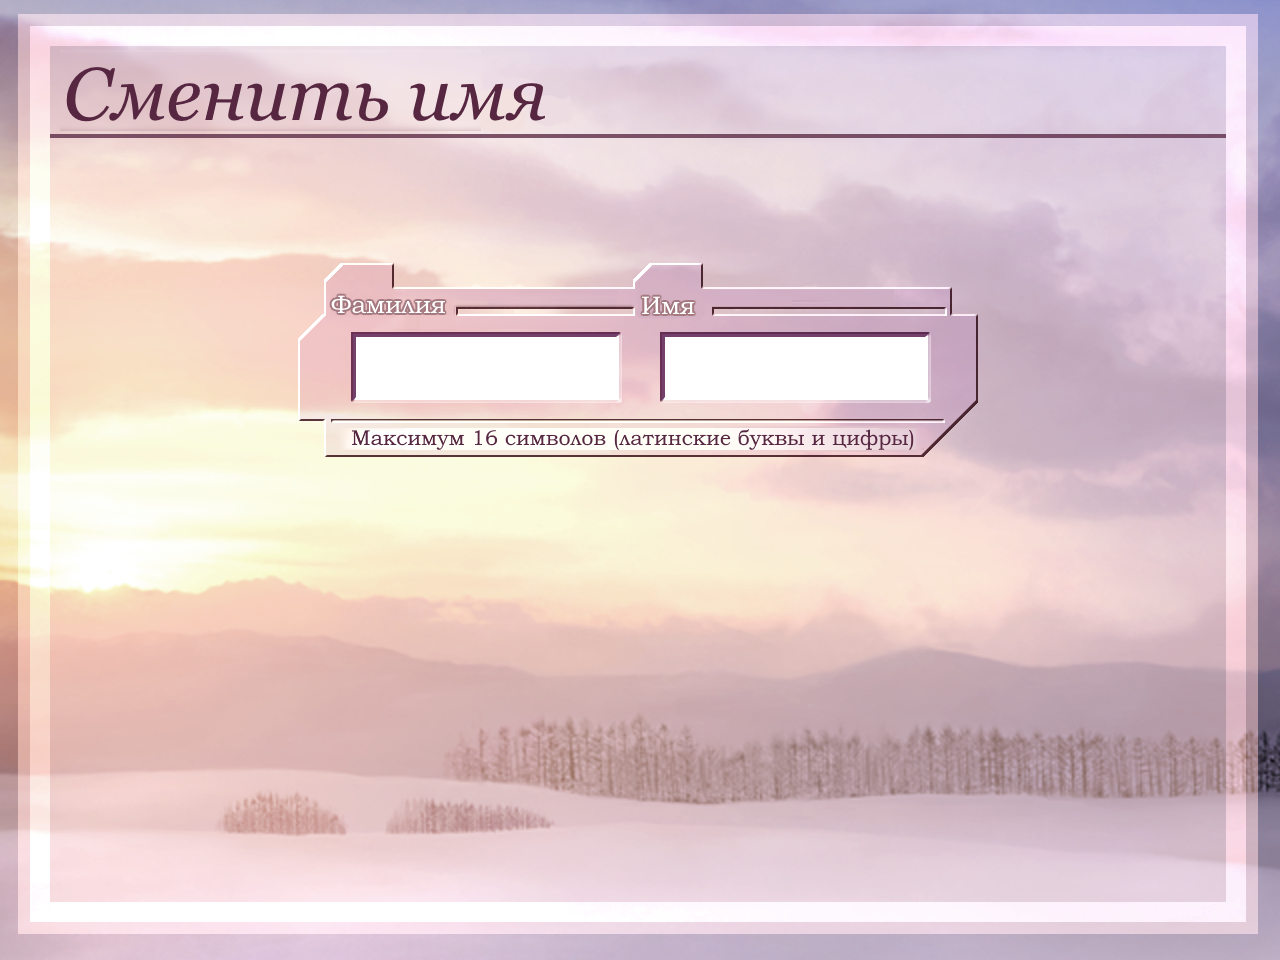 Сменить имя
Фамилия Имя
Максимум 16 символов (латинские буквы и цифры)